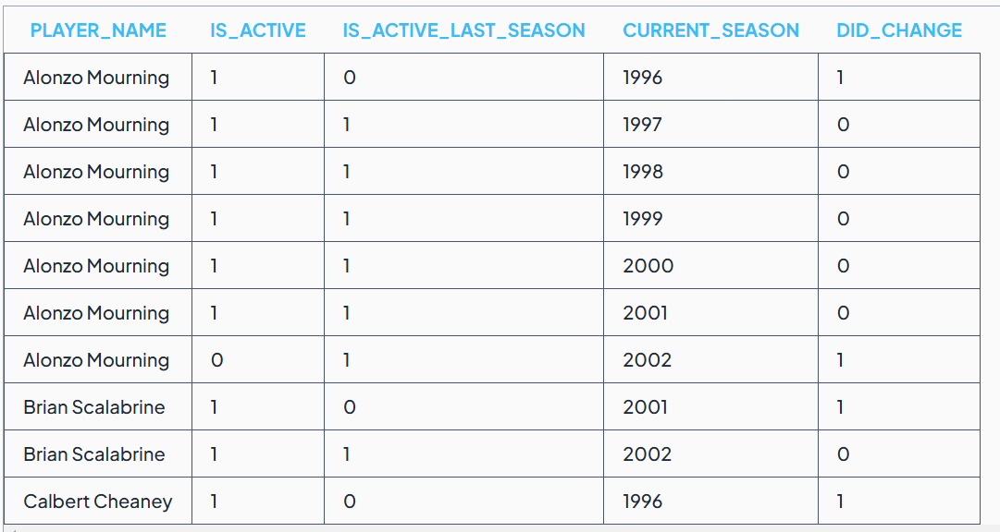 PLAYER_NAME IS_ACTIVE IS_ACTIVE_LAST_SEASON CURRENT_SEASON DID_CHANGE
Alonzo Mourning 1 0 1996 1
Alonzo Mourning 1 1 1997 0
Alonzo Mourning 1 1 1998 0
Alonzo Mourning 1 1 1999 0
Alonzo Mourning 1 1 2000 0
Alonzo Mourning 1 1 2001 0
Alonzo Mourning 0 1 2002 1
Brian Scalabrine 1 0 2001 1
Brian Scalabrine 1 1 2002 0
Calbert Cheaney 1 0 1996 1